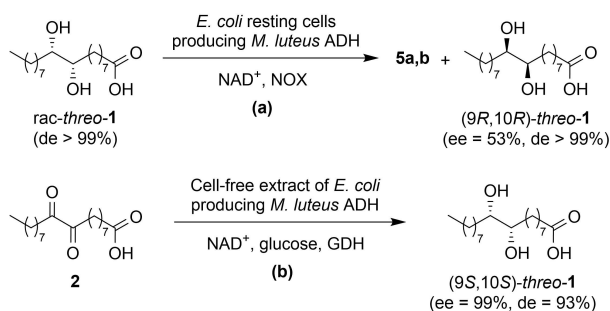 OH
O
( )7
( )7
OH
OH
rac-threo-1
(de > 99%)
E. coli resting cells
producing M. luteus ADH
NAD+, NOX
(a)
5a,b +
OH
O
( )7
( )7
OH
OH
(9R,10R)-threo-1
(ee = 53%, de > 99%)
O
O
( )7
( )7
O
OH
2
Cell-free extract of E. coli
producing M. luteus ADH
NAD+, glucose, GDH
(b)
OH
O
( )7
( )7
OH
OH
(9S,10S)-threo-1
(ee = 99%, de = 93%)